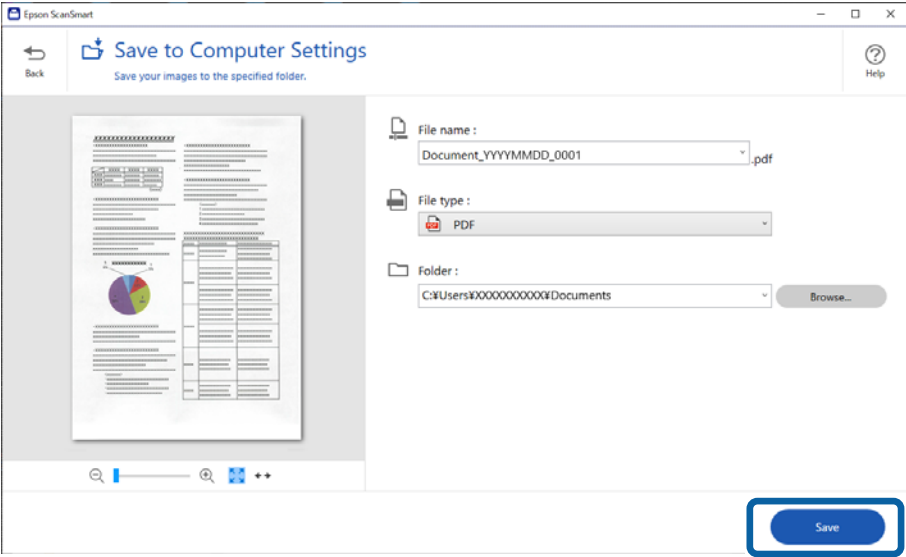 Epson ScanSmart
Back
Save to Computer Settings
Save your images to the specified folder.
Help
File name :
Document_YYYYMMDD_0001
.pdf
File type :
PDF
Folder :
C:¥Users¥XXXXXXXXXX¥Documents
Browse...
Save